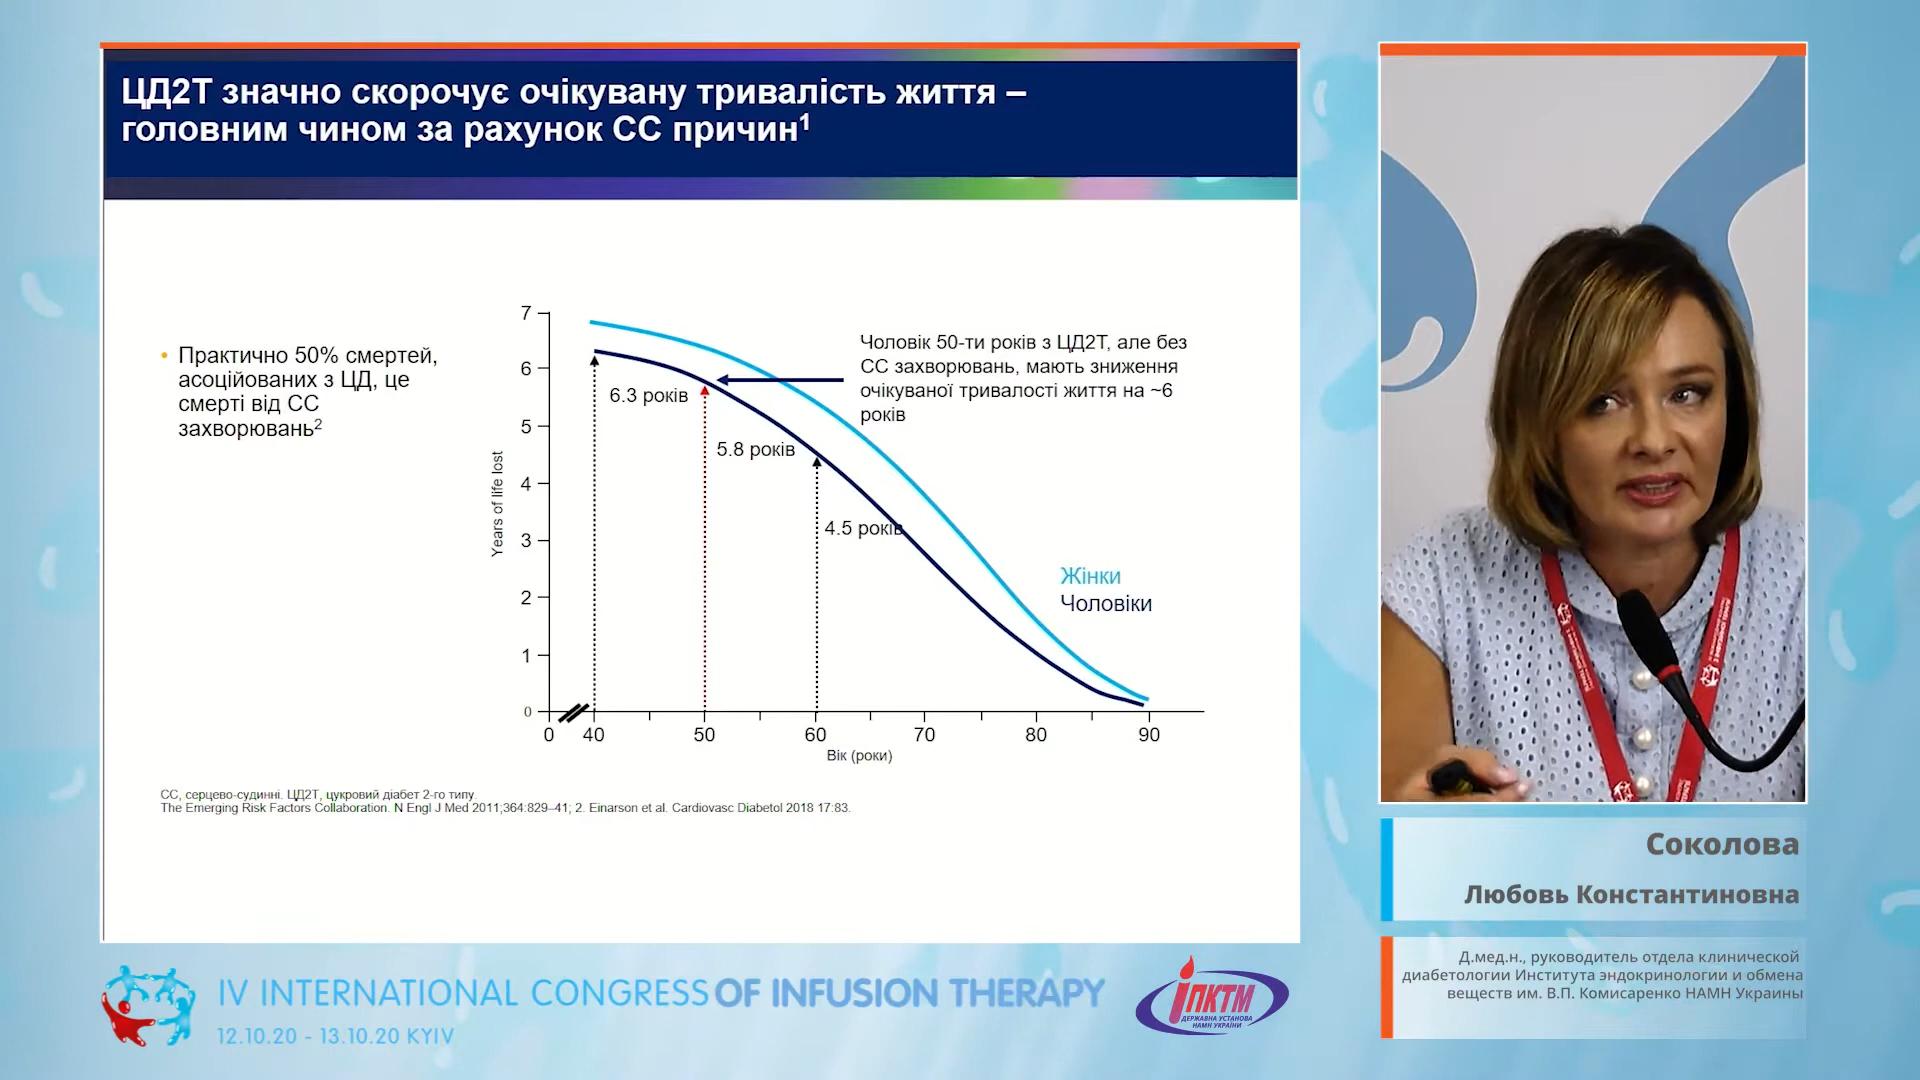 ЦД2Т значно скорочує очікувану тривалість життя –
головним чином за рахунок СС причин1
• Практично 50% смертей,
асоційованих з ЦД, це
смерті від СС
захворювань2
Years of life lost
7
6
5
4
3
2
1
0
6.3 років
5.8 років
4.5 років
Чоловік 50-ти років з ЦД2Т, але без
СС захворювань, мають зниження
очікуваної тривалості життя на ~6
років
Жінки
Чоловіки
0 40 50 60 70 80 90
Вік (роки)
СС, серцево-судинні. ЦД2Т, цукровий діабет 2-го типу.
The Emerging Risk Factors Collaboration. N Engl J Med 2011;364:829–41; 2. Einarson et al. Cardiovasc Diabetol 2018 17:83.
Соколова
Любовь Константиновна
Д.мед.н., руководитель отдела клинической
диабетологии Института эндокринологии и обмена
веществ им. В.П. Комисаренко НАМН Украины
IV INTERNATIONAL CONGRESS OF INFUSION THERAPY
12.10.20 - 13.10.20 KYIV
ІПКТМ
ДЕРЖАВНА УСТАНОВА
НАМН УКРАЇНИ